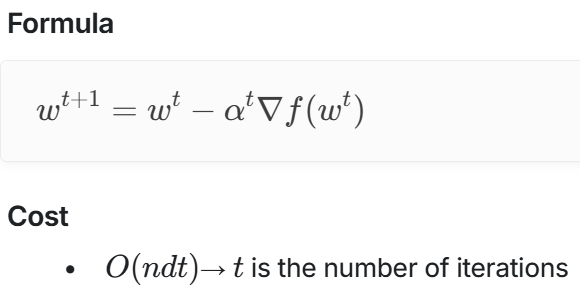 Formula
w^{t+1} = w^t − α^t∇f(w^t)
Cost
• O(ndt)→ t is the number of iterations